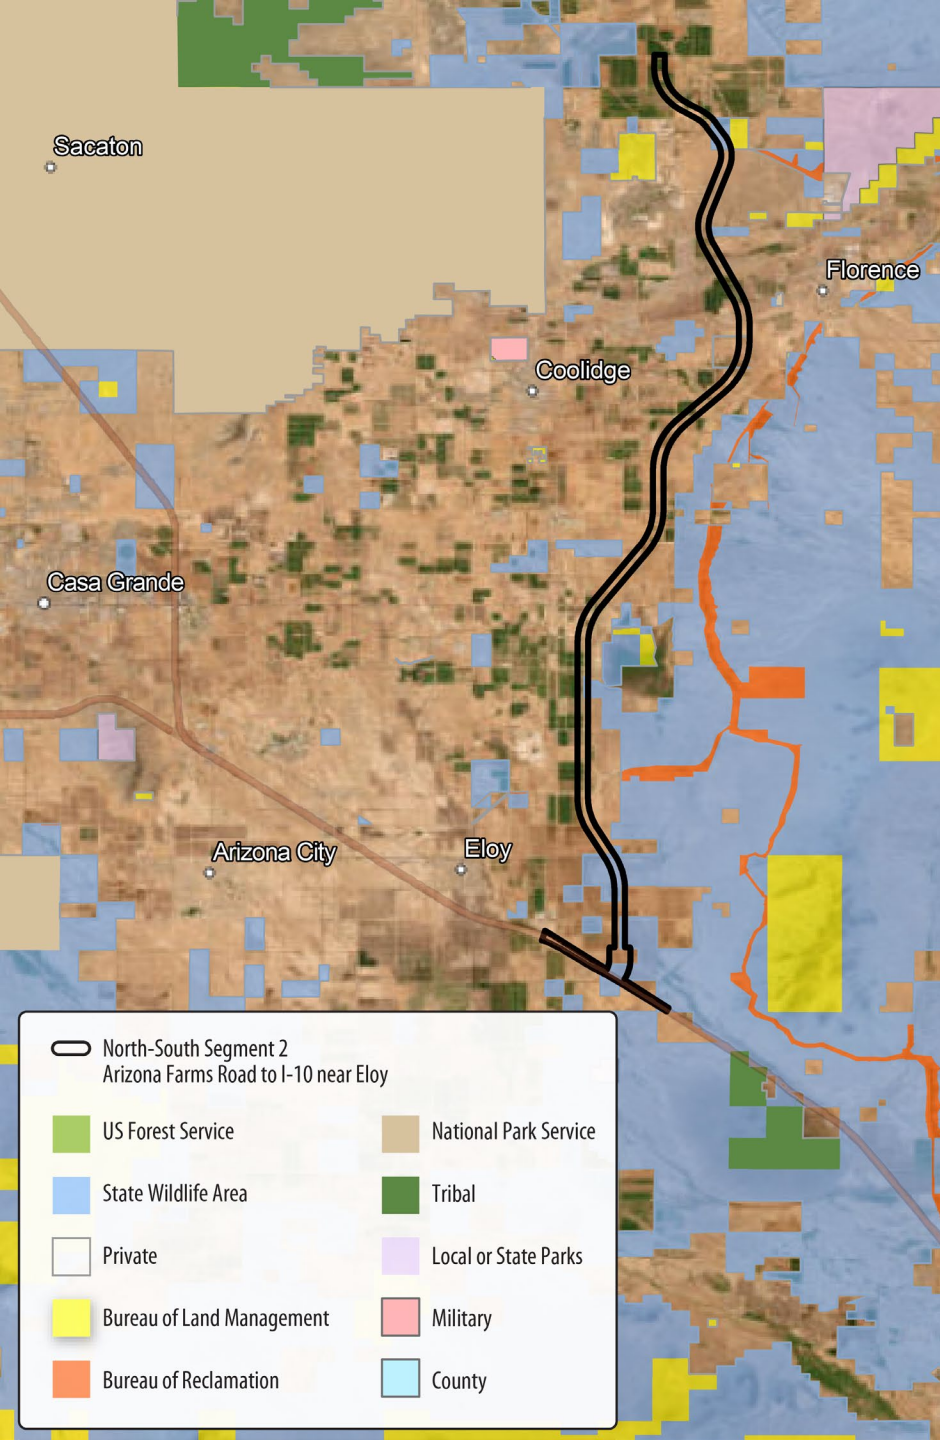 Sacaton
Florence
Coolidge
Casa Grande
Arizona City
Eloy
North-South Segment 2
Arizona Farms Road to I-10 near Eloy
US Forest Service
National Park Service
State Wildlife Area
Tribal
Private
Local or State Parks
Bureau of Land Management
Military
Bureau of Reclamation
County